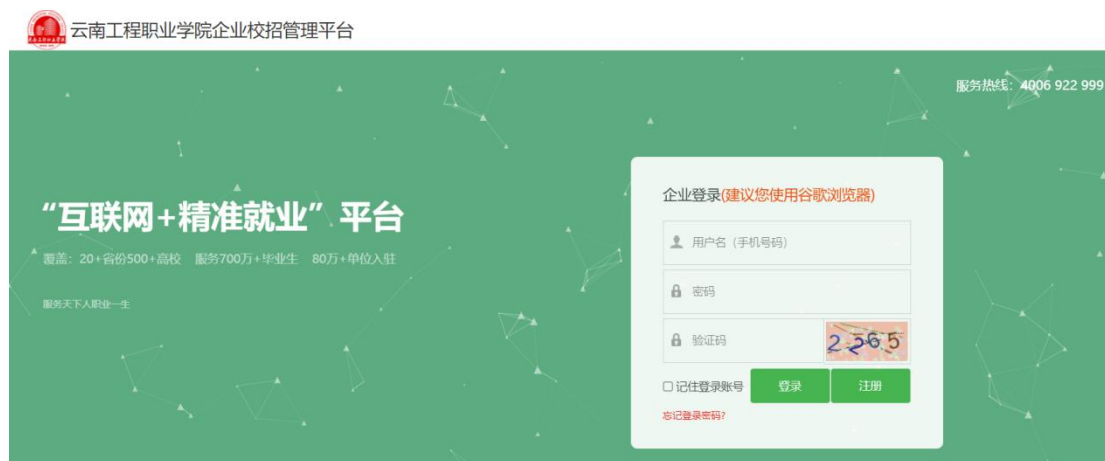 云南工程职业学院企业校招管理平台
服务热线：4006 922 999
“互联网+精准就业”平台
覆盖：20+省份500+高校 服务700万+毕业生 80万+单位入驻
服务天下人职业一生
企业登录(建议您使用谷歌浏览器)
用户名（手机号码）
密码
验证码
2265
记住登录账号 登录 注册
忘记登录密码?